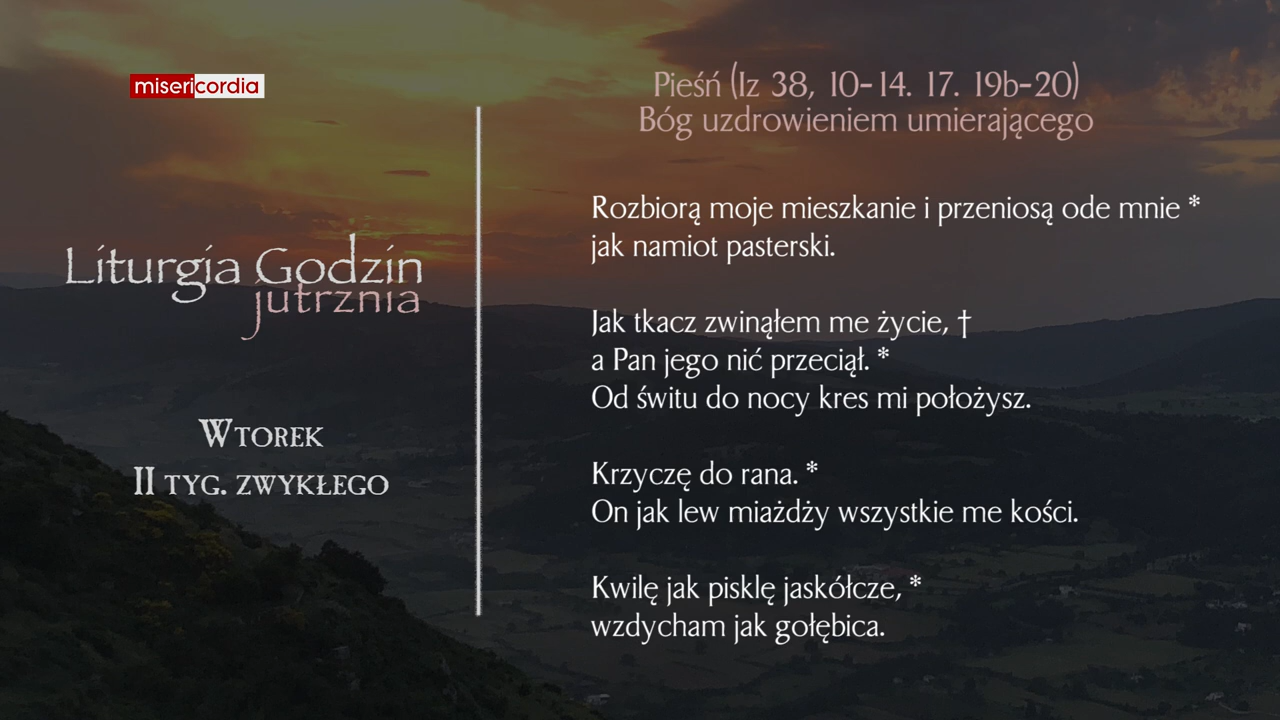 misericordia
Liturgia Godzin
jutrznia
Wtorek
II tyg. zwykłego
Pieśń (Iz 38, 10-14. 17. 19b-20)
Bóg uzdrowieniem umierającego
Rozbiorą moje mieszkanie i przeniosą ode mnie *
jak namiot pasterski.
Jak tkacz zwinąłem me życie, †
a Pan jego nić przeciął. *
Od świtu do nocy kres mi położysz.
Krzyczę do rana. *
On jak lew miażdży wszystkie me kości.
Kwilę jak pisklę jaskółcze, *
wzdycham jak gołębica.